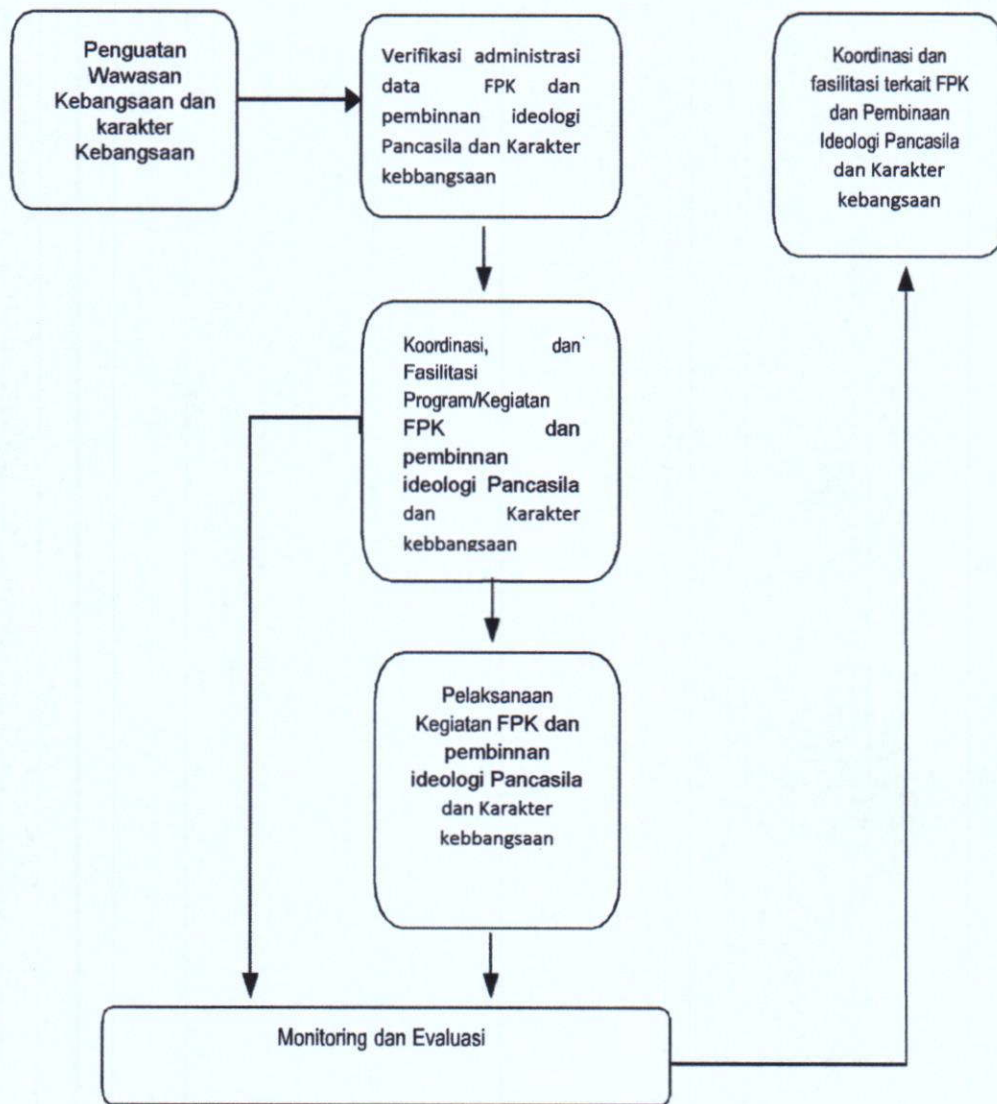 Penguatan
Wawasan
Kebangsaan dan
karakter
Kebangsaan
Verifikasi administrasi
data FPK dan
pembinnan ideologi
Pancasila dan Karakter
kebbangsaan
Koordinasi dan
fasilitasi terkait FPK
dan Pembinaan
Ideologi Pancasila
dan Karakter
kebangsaan
Koordinasi, dan
Fasilitasi
Program/Kegiatan
FPK dan
pembinnan
ideologi Pancasila
dan Karakter
kebbangsaan
Pelaksanaan
Kegiatan FPK dan
pembinnan
ideologi Pancasila
dan Karakter
kebbangsaan
Monitoring dan Evaluasi